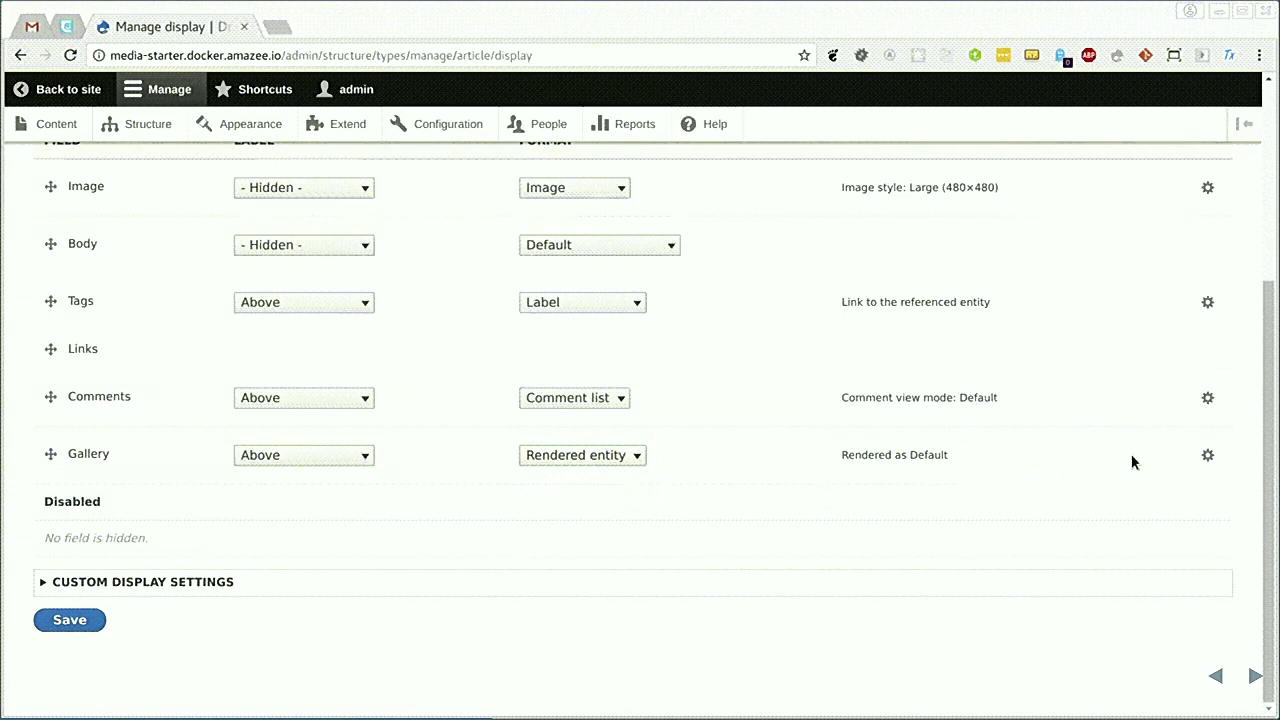 Manage display | Dr
media-starter.docker.amazee.io/admin/structure/types/manage/article/display
Back to site Manage Shortcuts admin
Content Structure Appearance Extend Configuration People Reports Help
FIELD LABEL FORMAT
Image - Hidden - Image Image style: Large (480×480)
Body - Hidden - Default
Tags Above Label Link to the referenced entity
Links
Comments Above Comment list Comment view mode: Default
Gallery Above Rendered entity Rendered as Default
Disabled
No field is hidden.
CUSTOM DISPLAY SETTINGS
Save